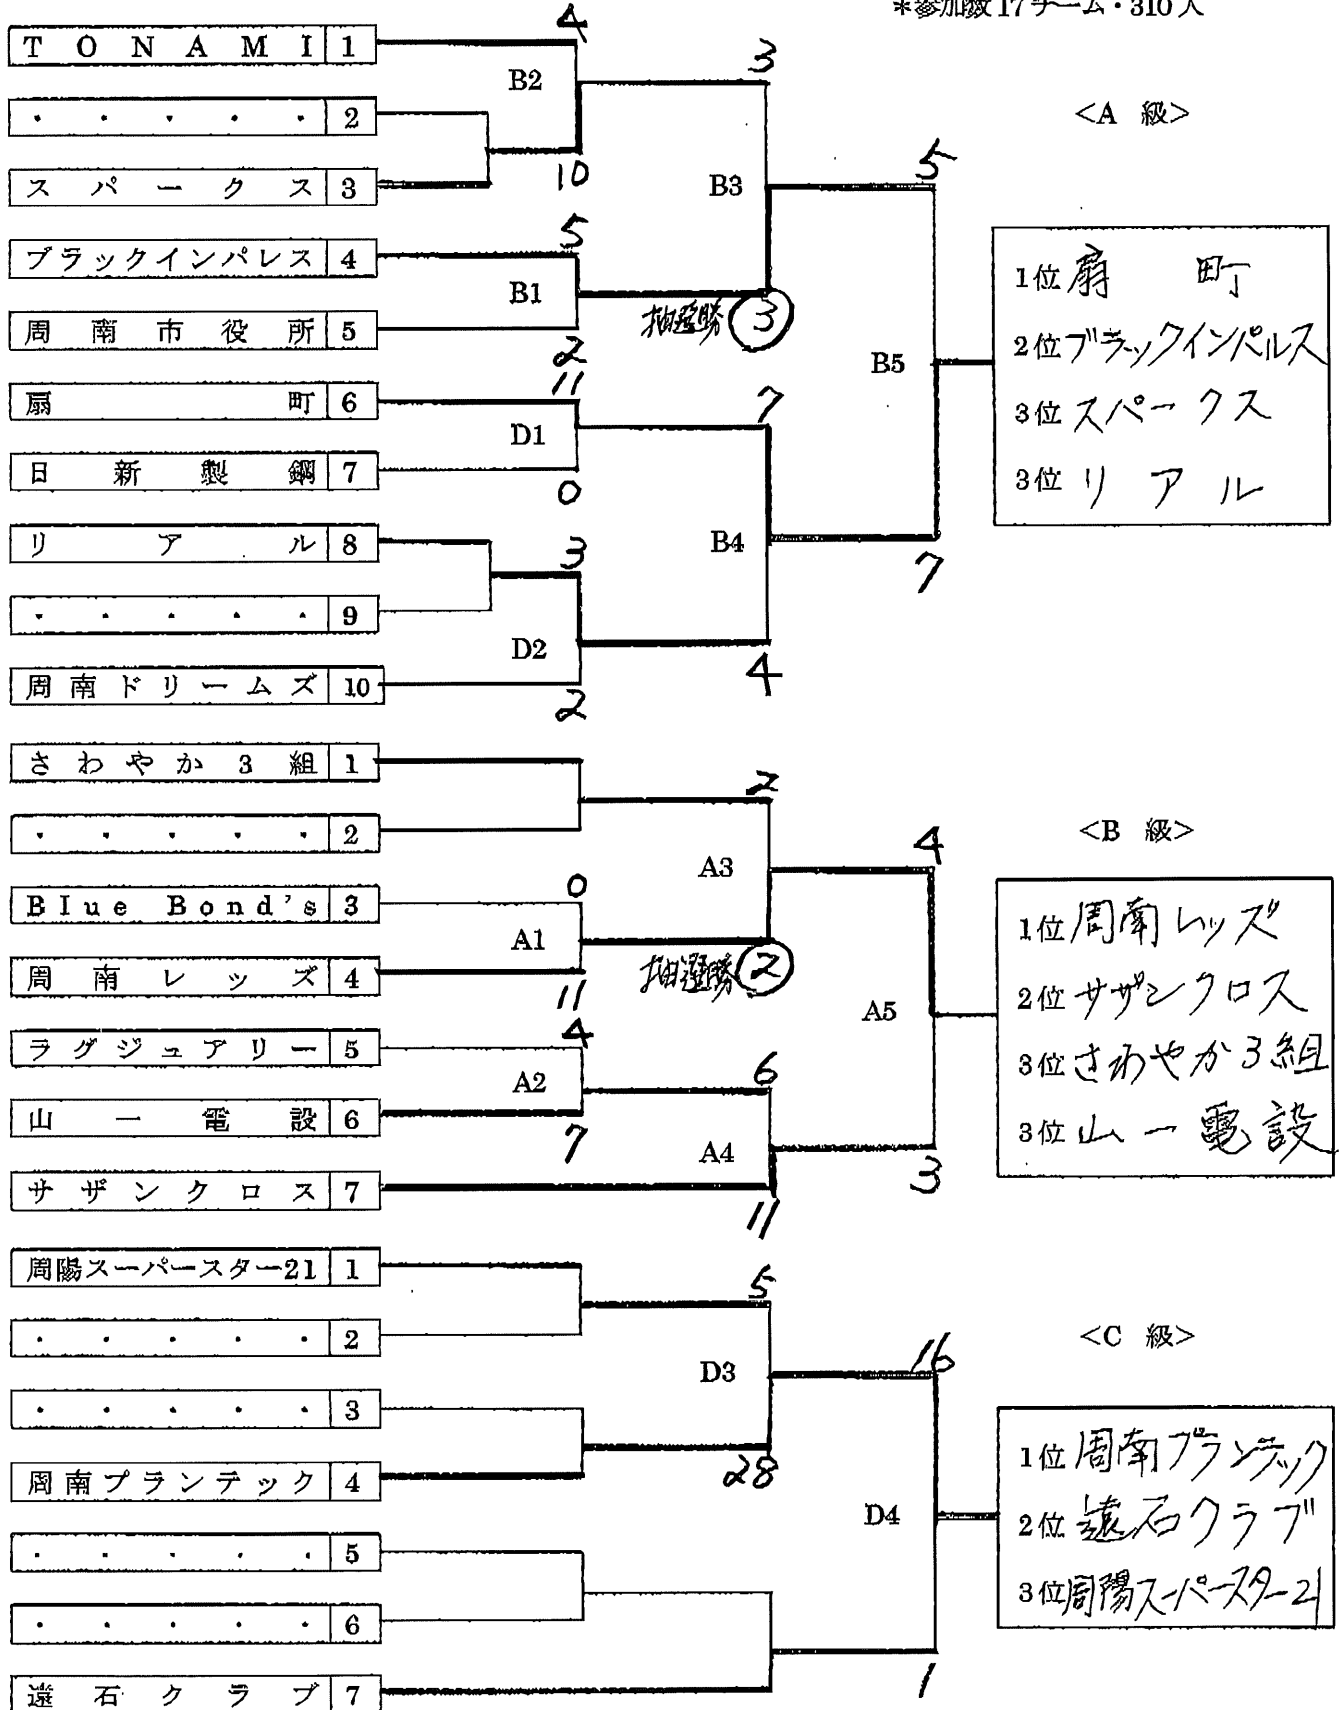 *参加数17チーム・310人
TONAMI 1
4
B2
3
・・・・・ 2
<A 級>
10
スパークス 3
B3
5
5
ブラックインパレス 4
B1
抽選勝 3
周南市役所 5
2
1位 扇町
2位 ブラックインパルス
3位 スパークス
3位 リアル
B5
11
扇町 6
7
D1
日新製鋼 7
0
リアル 8
3
B4
7
・・・・・ 9
D2
4
周南ドリームズ 10
2
さわやか3組 1
2
・・・・・ 2
<B 級>
4
A3
0
Blue Bond's 3
A1
抽選勝 2
周南レッズ 4
11
1位 周南レッズ
2位 サザンクロス
3位 さわやか3組
3位 山一電設
A5
4
ラグジュアリー 5
A2
6
山一電設 6
7
A4
3
サザンクロス 7
11
周陽スーパースター21 1
5
・・・・・ 2
<C 級>
16
D3
・・・・・ 3
周南プランテック 4
28
1位 周南プランテック
2位 遠石クラブ
3位 周陽スーパースター21
D4
・・・・・ 5
・・・・・ 6
遠石クラブ 7
1